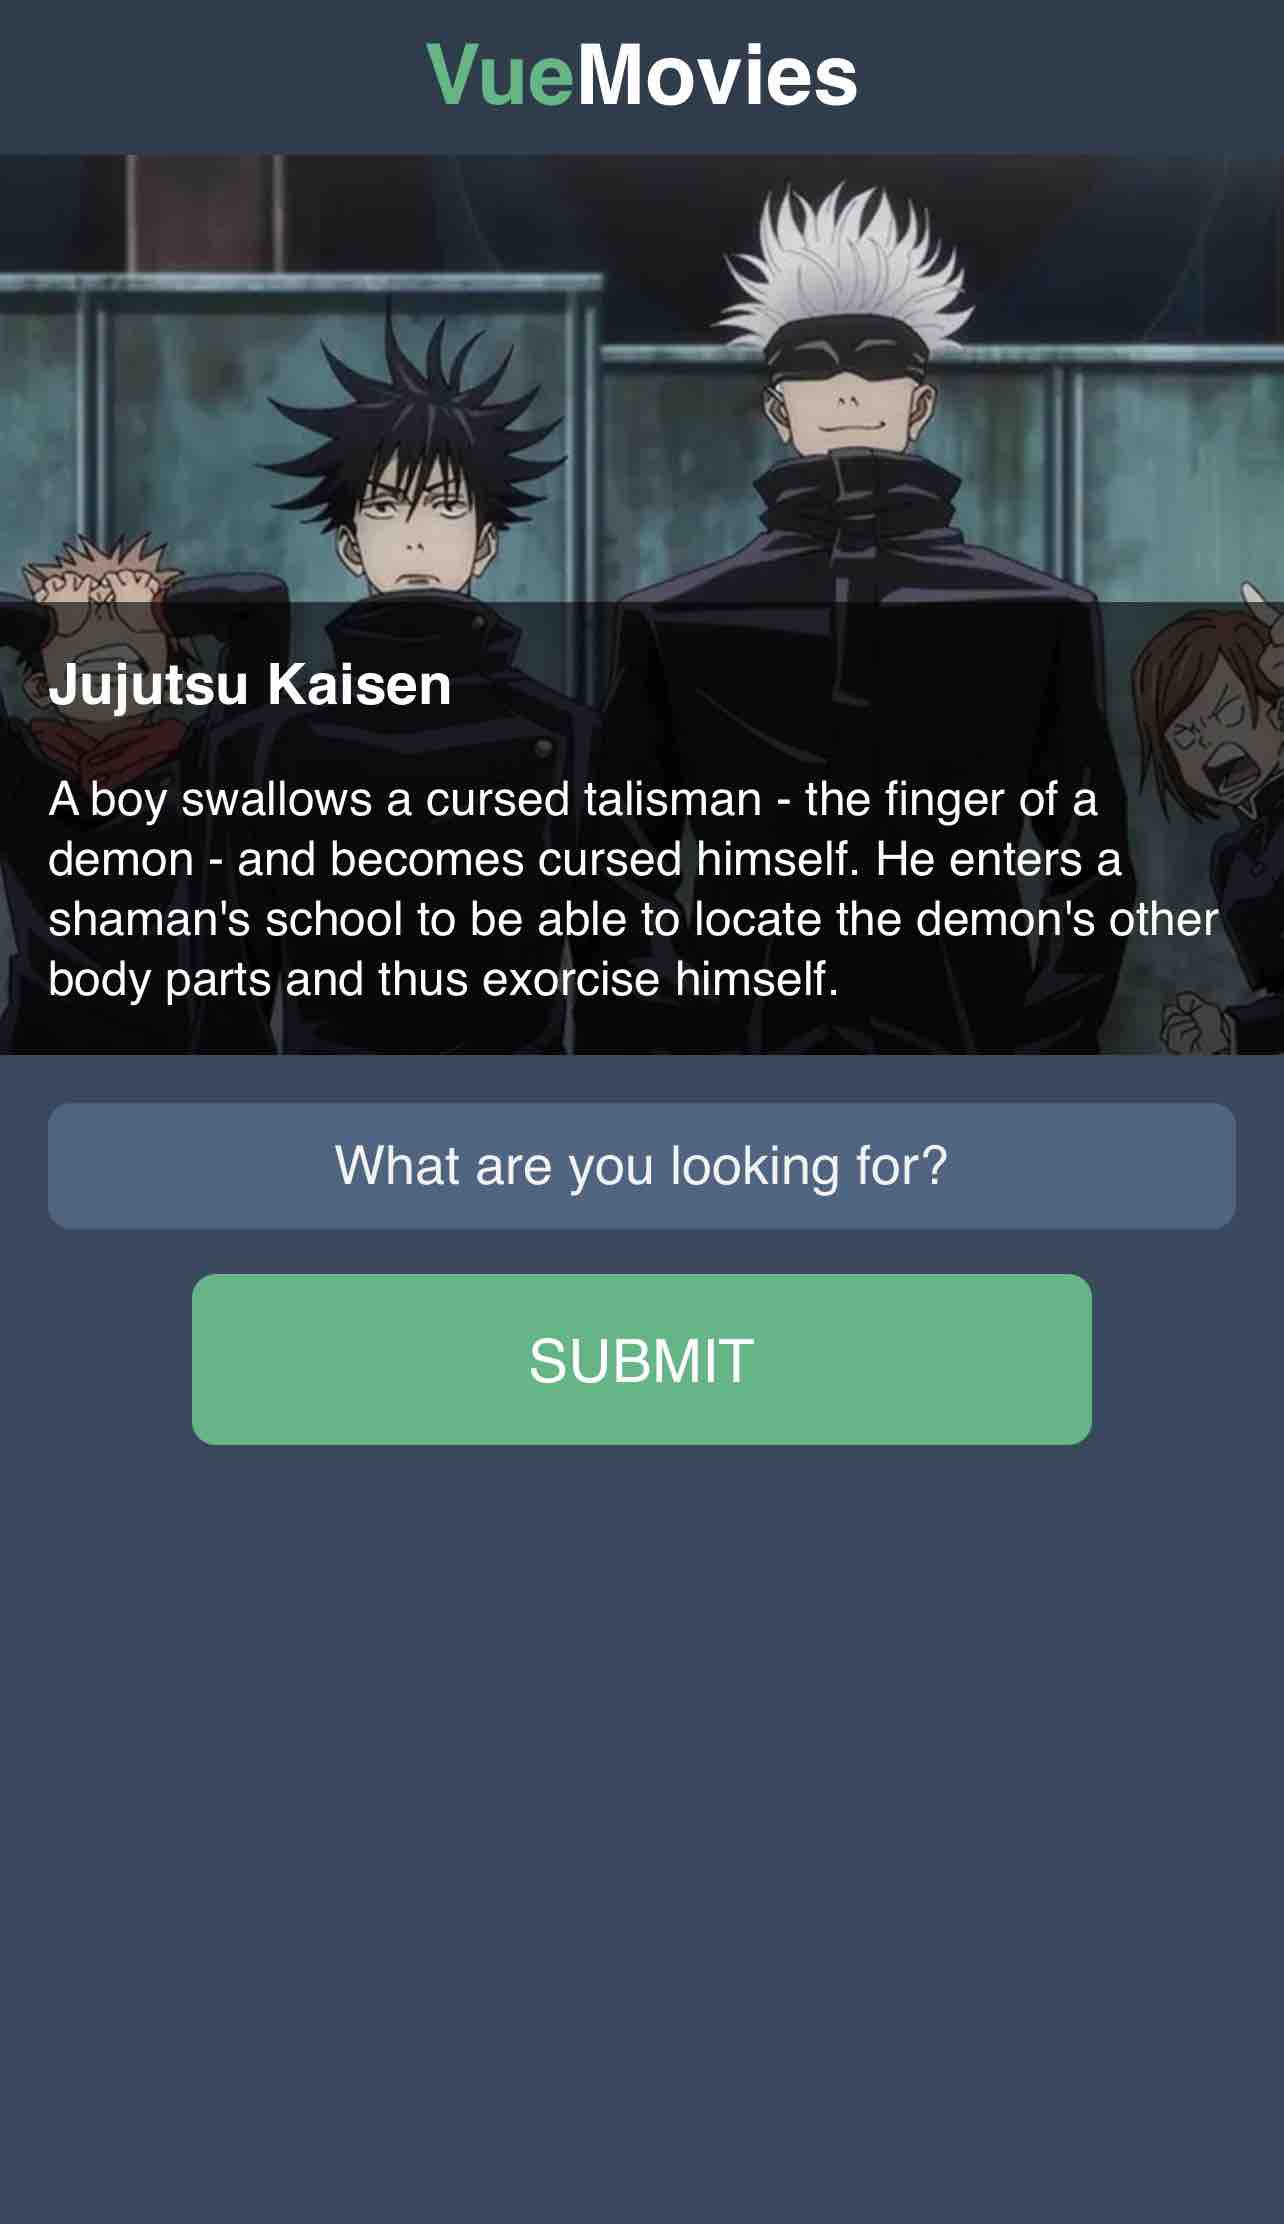 VueMovies
Jujutsu Kaisen
A boy swallows a cursed talisman - the finger of a
demon - and becomes cursed himself. He enters a
shaman's school to be able to locate the demon's other
body parts and thus exorcise himself.
What are you looking for?
SUBMIT